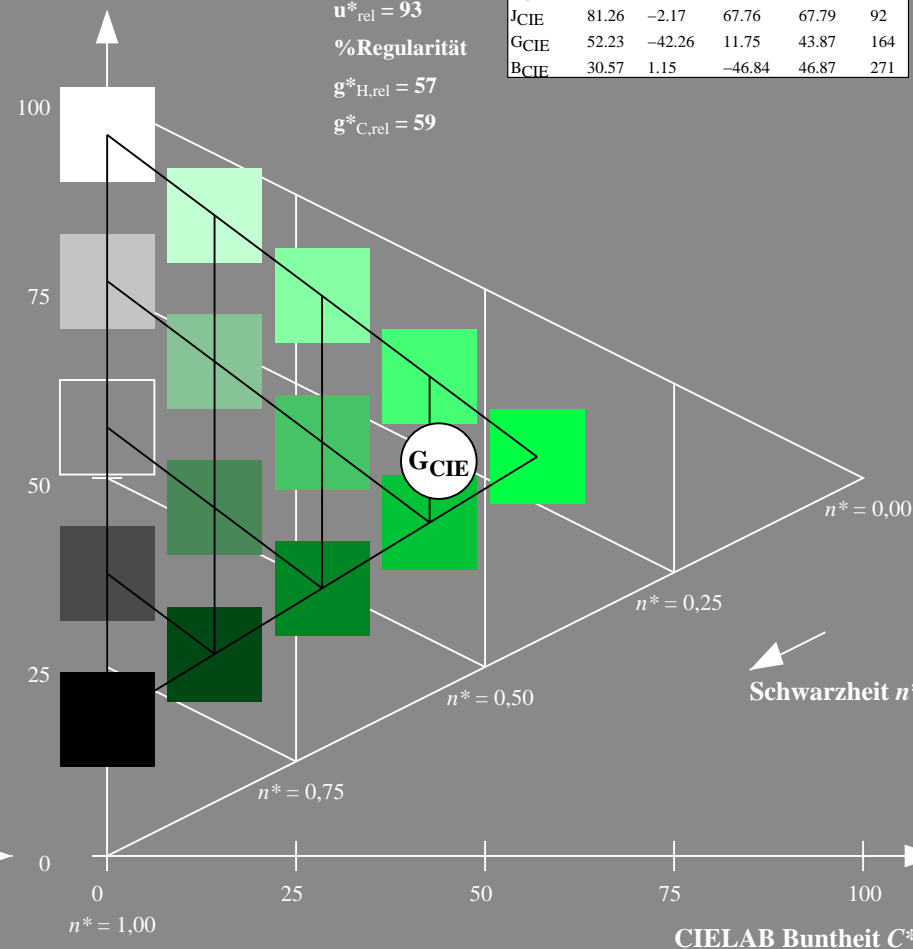 u*rel = 93
%Regularität
g*H,rel = 57
g*C,rel = 59
JCIE 81.26 −2.17 67.76 67.79 92
GCIE 52.23 −42.26 11.75 43.87 164
BCIE 30.57 1.15 −46.84 46.87 271
100
75
50
25
0
GCIE
n* = 0,00
n* = 0,25
n* = 0,50
n* = 0,75
Schwarzheit n*
0 25 50 75 100
n* = 1,00
CIELAB Buntheit C*